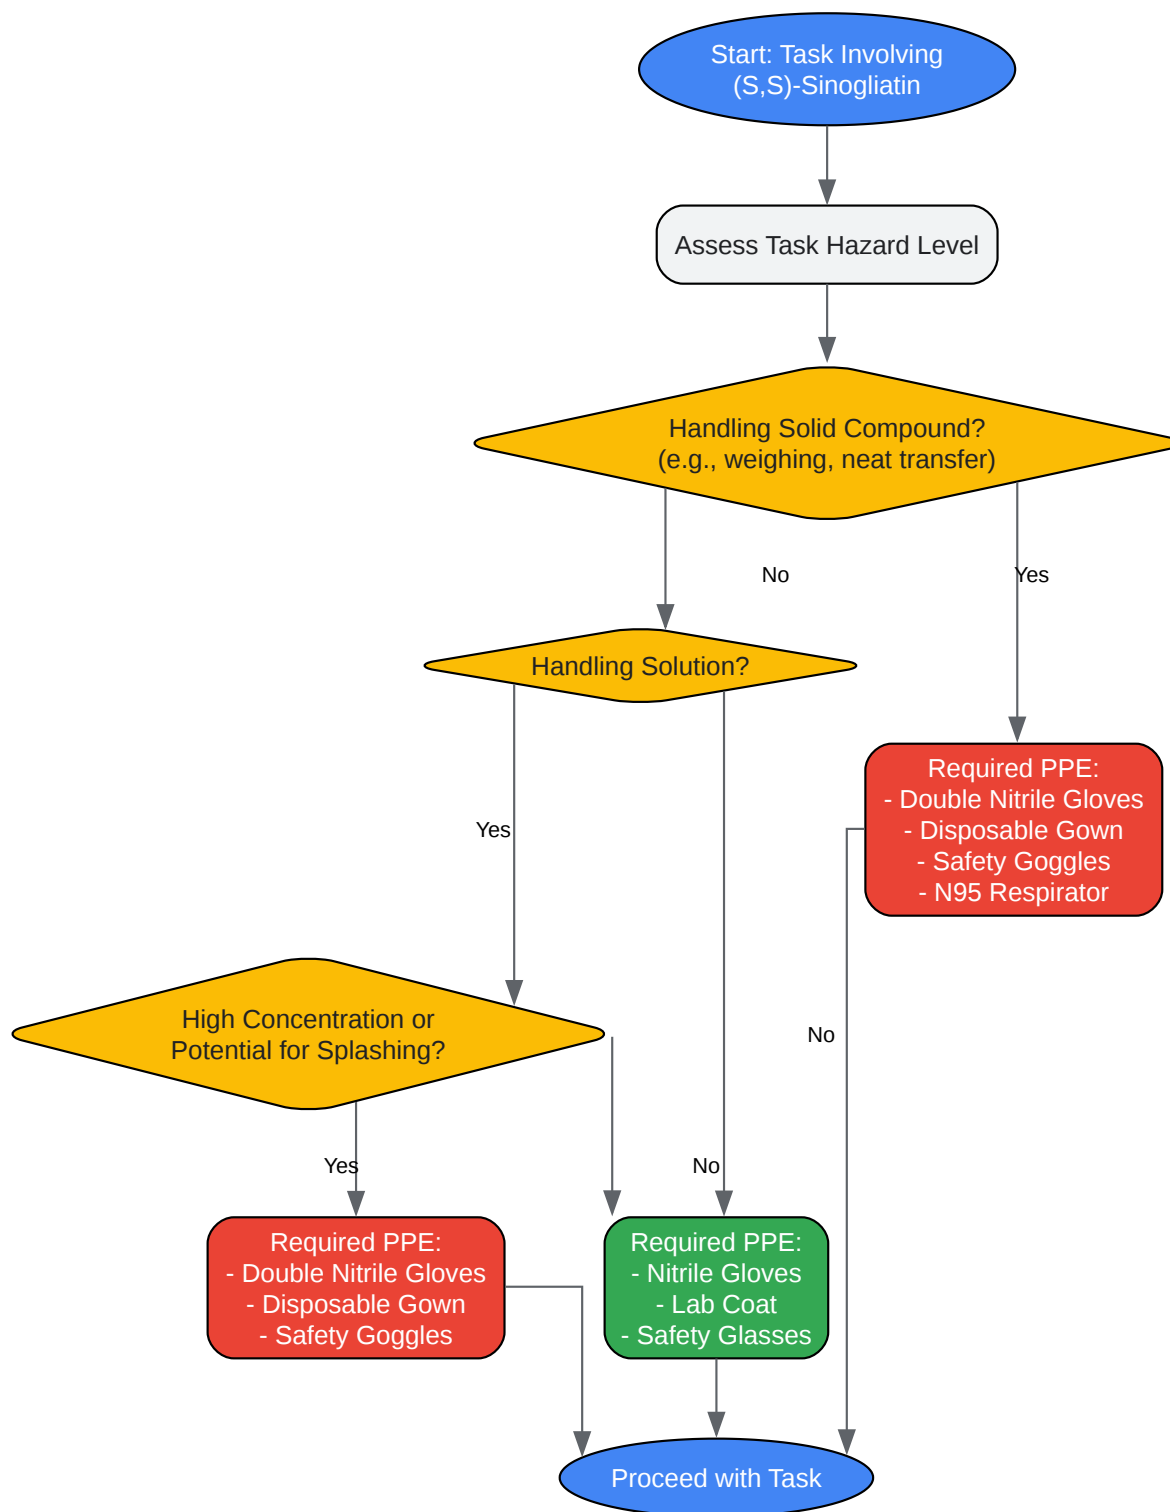 Start: Task Involving
(S,S)-Sinogliatin
Assess Task Hazard Level
Handling Solid Compound?
(e.g., weighing, neat transfer)
No
Yes
Handling Solution?
Required PPE:
- Double Nitrile Gloves
- Disposable Gown
- Safety Goggles
- N95 Respirator
Yes
High Concentration or
Potential for Splashing?
No
Yes
No
Required PPE:
- Double Nitrile Gloves
- Disposable Gown
- Safety Goggles
Required PPE:
- Nitrile Gloves
- Lab Coat
- Safety Glasses
Proceed with Task